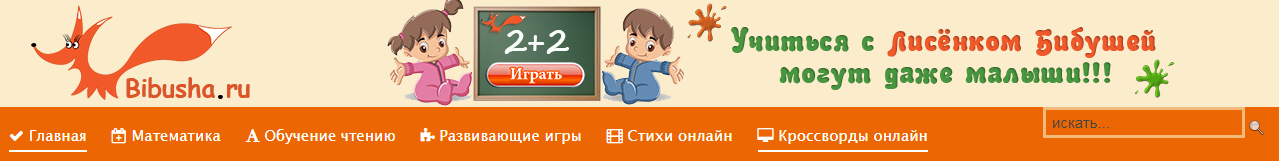 Bibusha.ru
2+2
Играть
Учиться с Лисёнком Бибушей
могут даже малыши!!!
Главная Математика Обучение чтению Развивающие игры Стихи онлайн Кроссворды онлайн
искать...